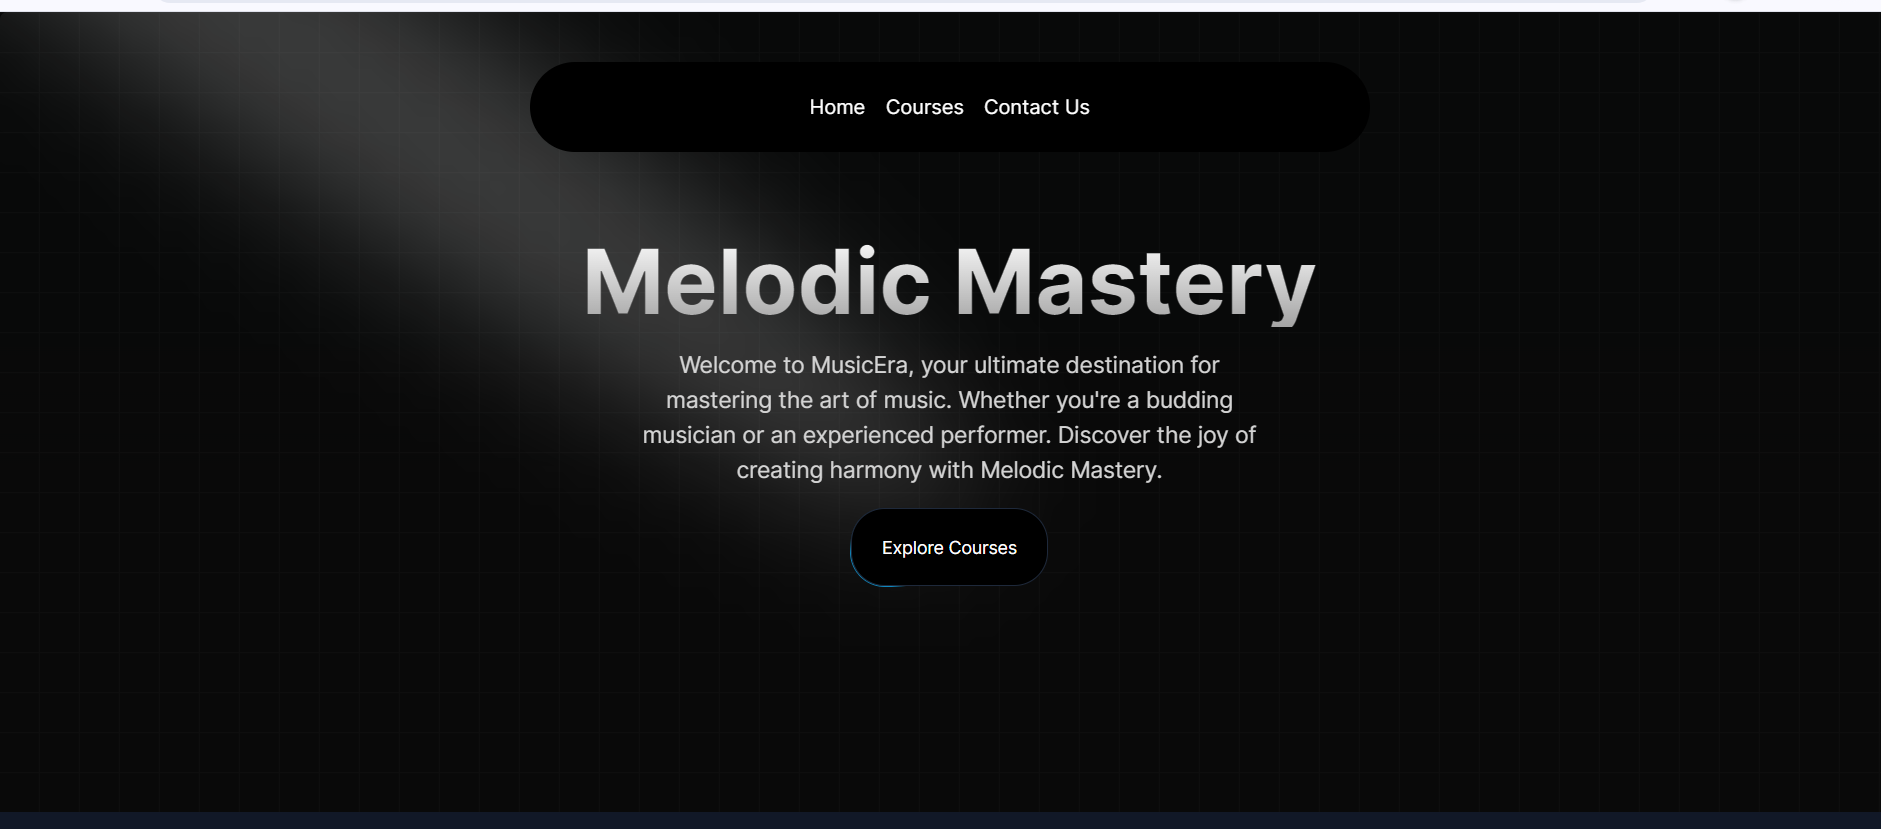 Home Courses Contact Us
Melodic Mastery
Welcome to MusicEra, your ultimate destination for
mastering the art of music. Whether you're a budding
musician or an experienced performer. Discover the joy of
creating harmony with Melodic Mastery.
Explore Courses